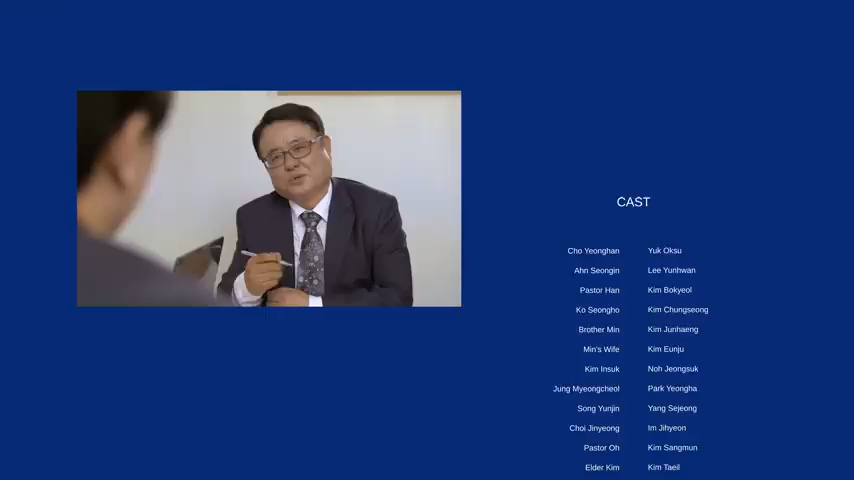 CAST
Cho Yeonghan Yuk Oksu
Ahn Seongin Lee Yunhwan
Pastor Han Kim Bokyeol
Ko Seongho Kim Chungseong
Brother Min Kim Junhaeng
Min's Wife Kim Eunju
Kim Insuk Noh Jeongsuk
Jung Myeongcheol Park Yeongha
Song Yunjin Yang Sejeong
Choi Jinyeong Im Jihyeon
Pastor Oh Kim Sangmun
Elder Kim Kim Taeil